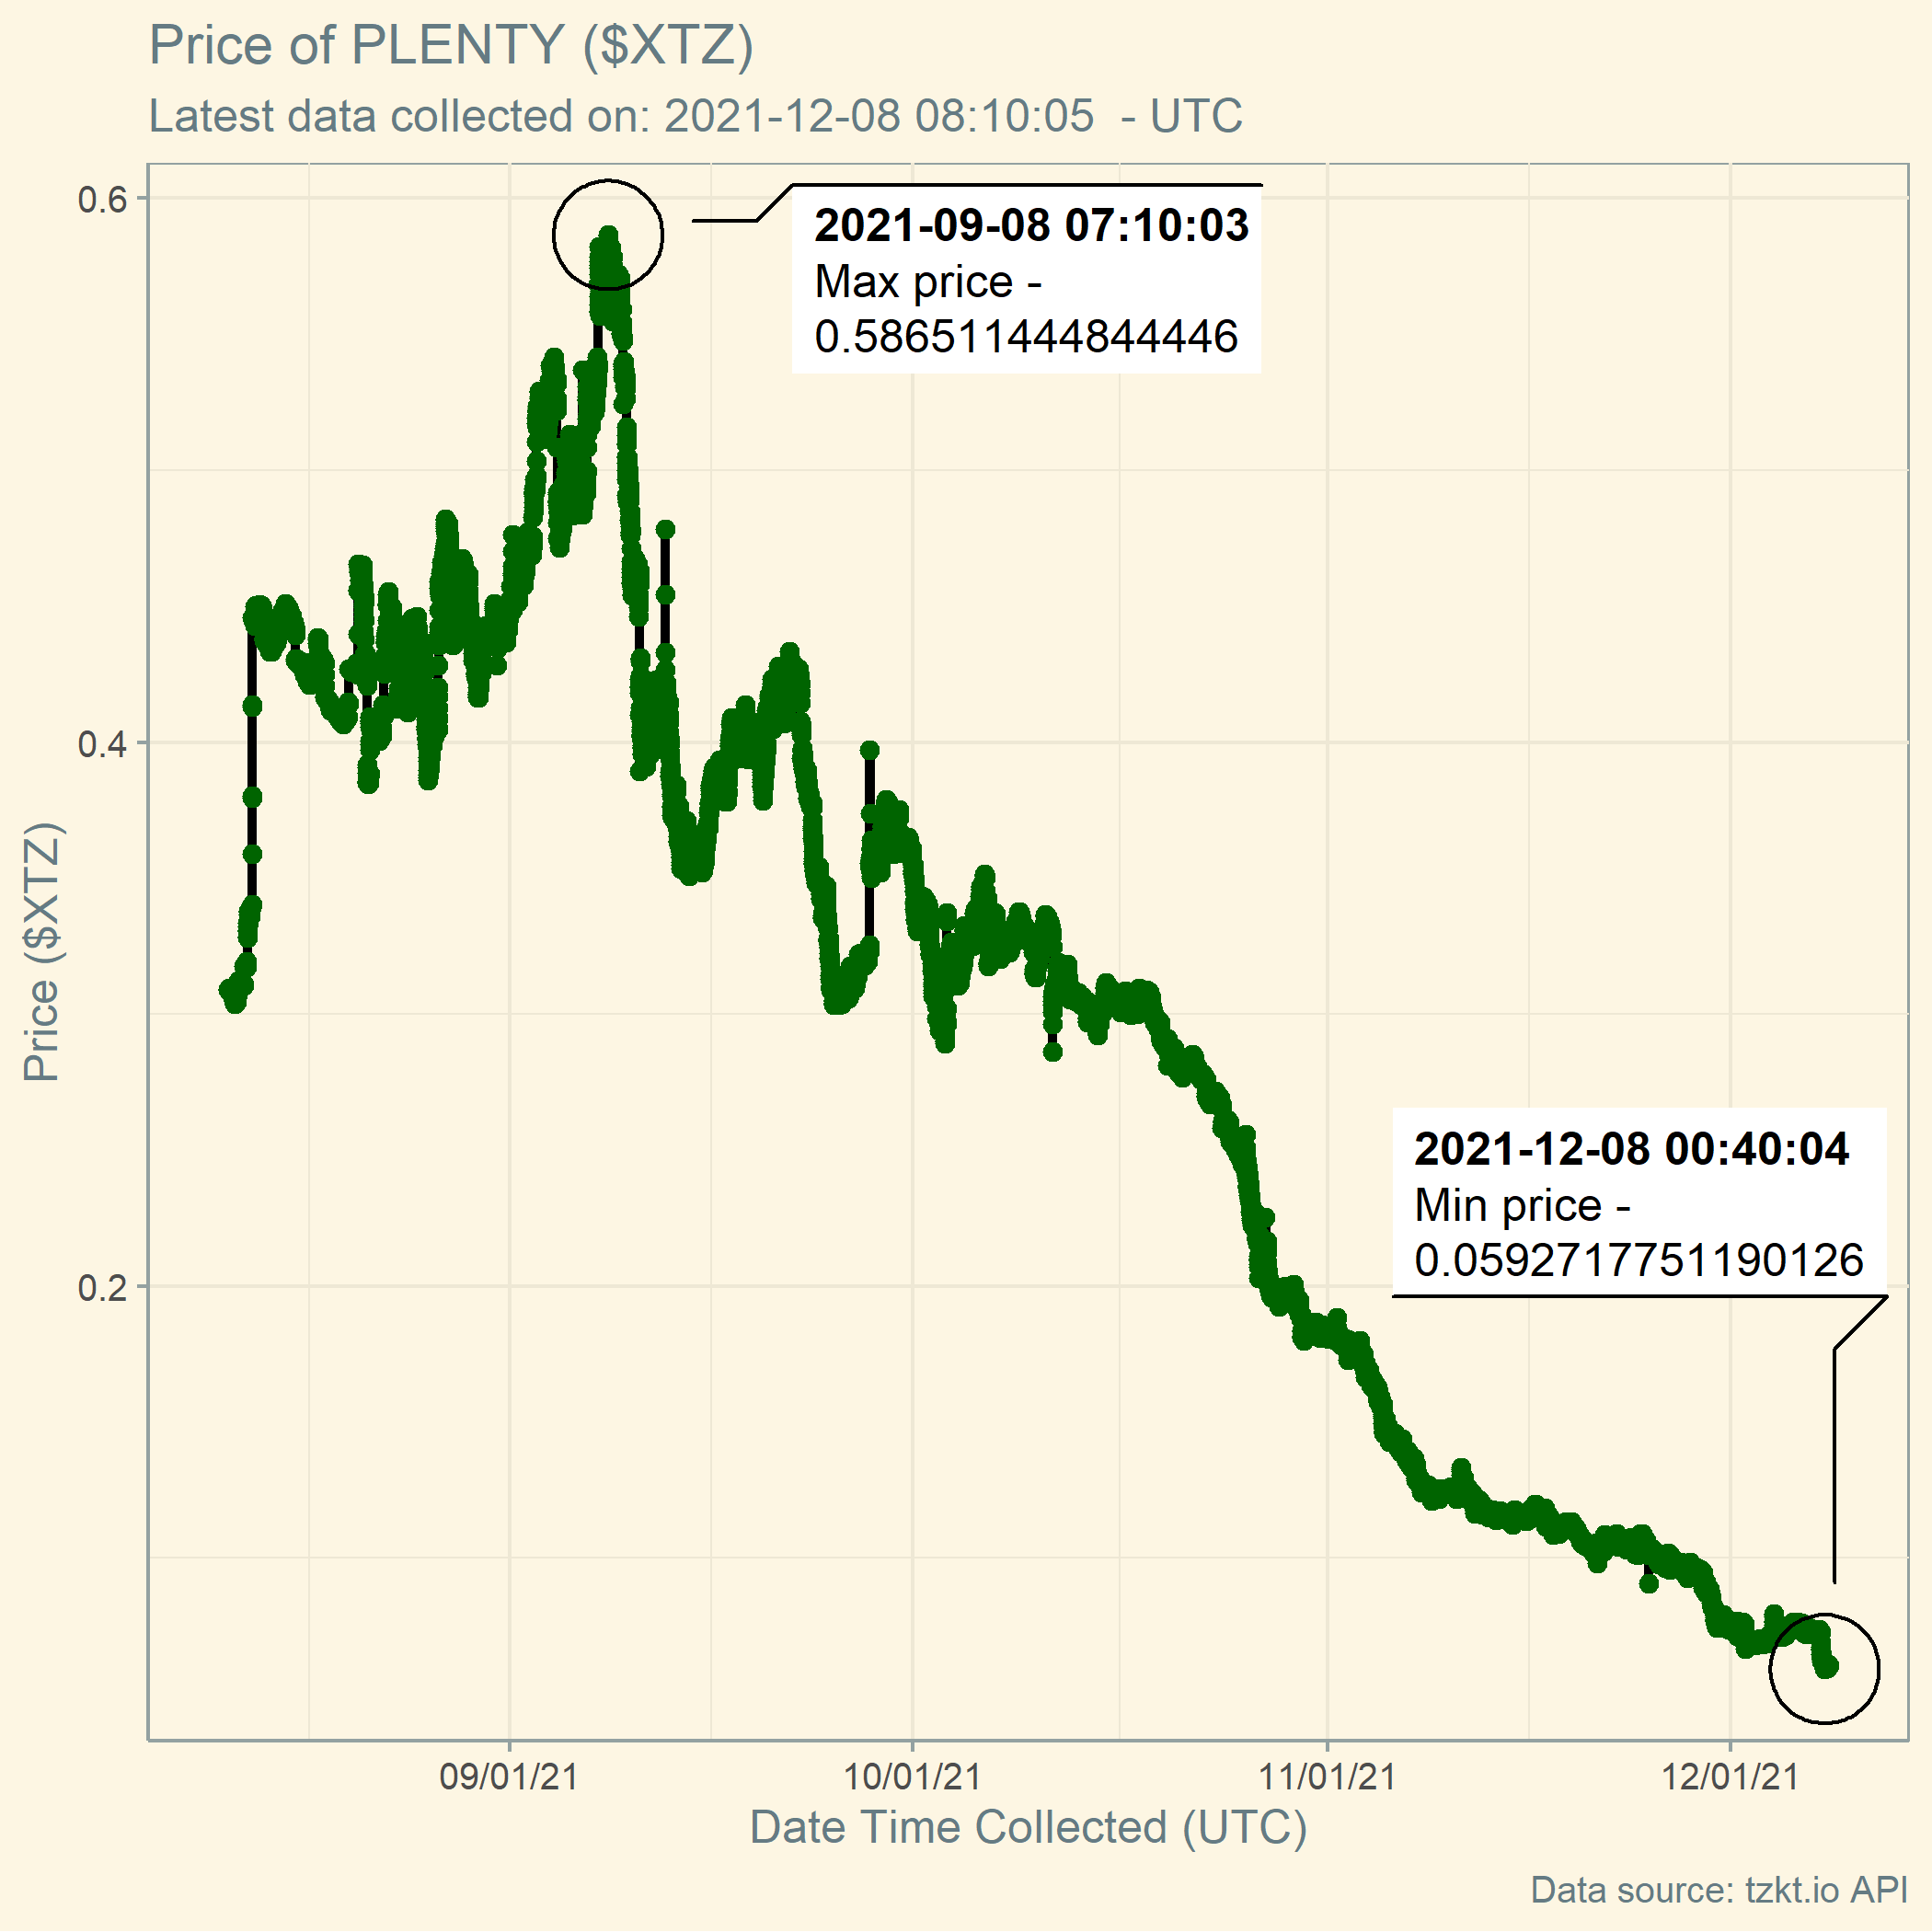 Price of PLENTY ($XTZ)
Latest data collected on: 2021-12-08 08:10:05  - UTC
0.6
2021-09-08 07:10:03
Max price -
0.586511444844446
0.4
Price ($XTZ)
2021-12-08 00:40:04
Min price -
0.0592717751190126
0.2
09/01/21
10/01/21
11/01/21
12/01/21
Date Time Collected (UTC)
Data source: tzkt.io API